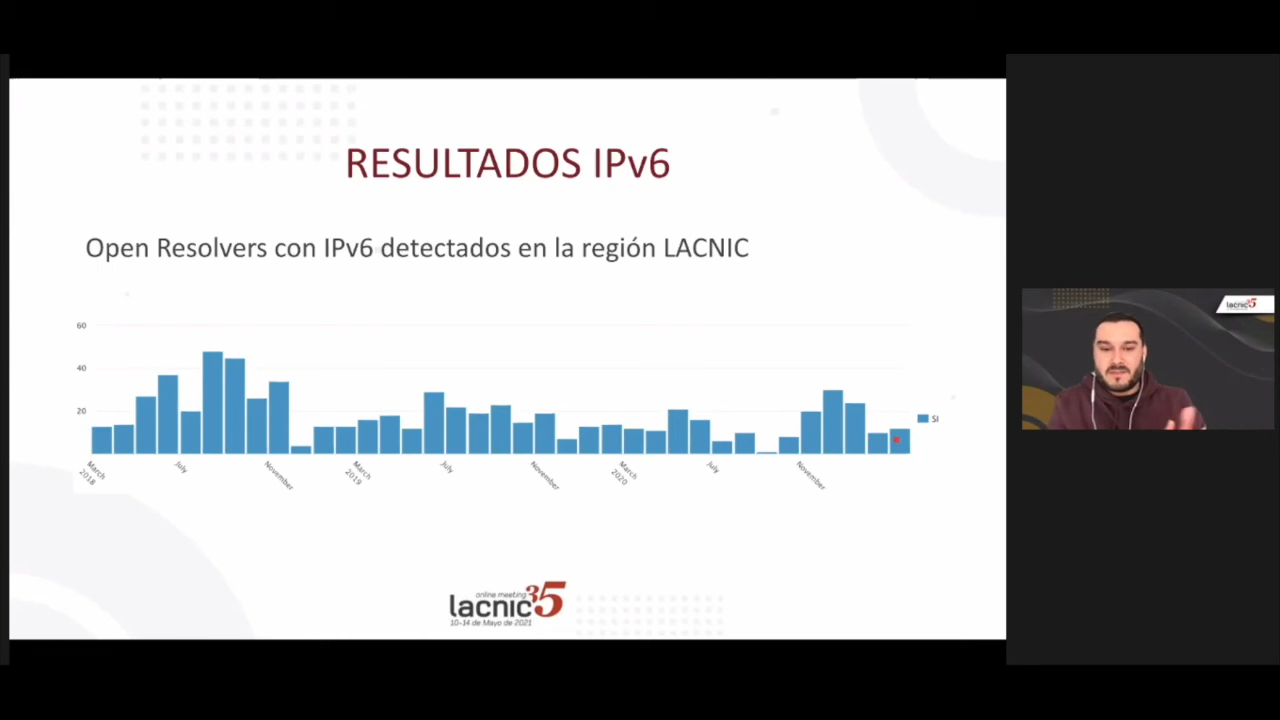 RESULTADOS IPv6
Open Resolvers con IPv6 detectados en la región LACNIC
60
40
20
SI
March
2018
July
November
March
2019
July
November
March
2020
July
November
online meeting
lacnic35
10-14 de Mayo de 2021
lacnic35